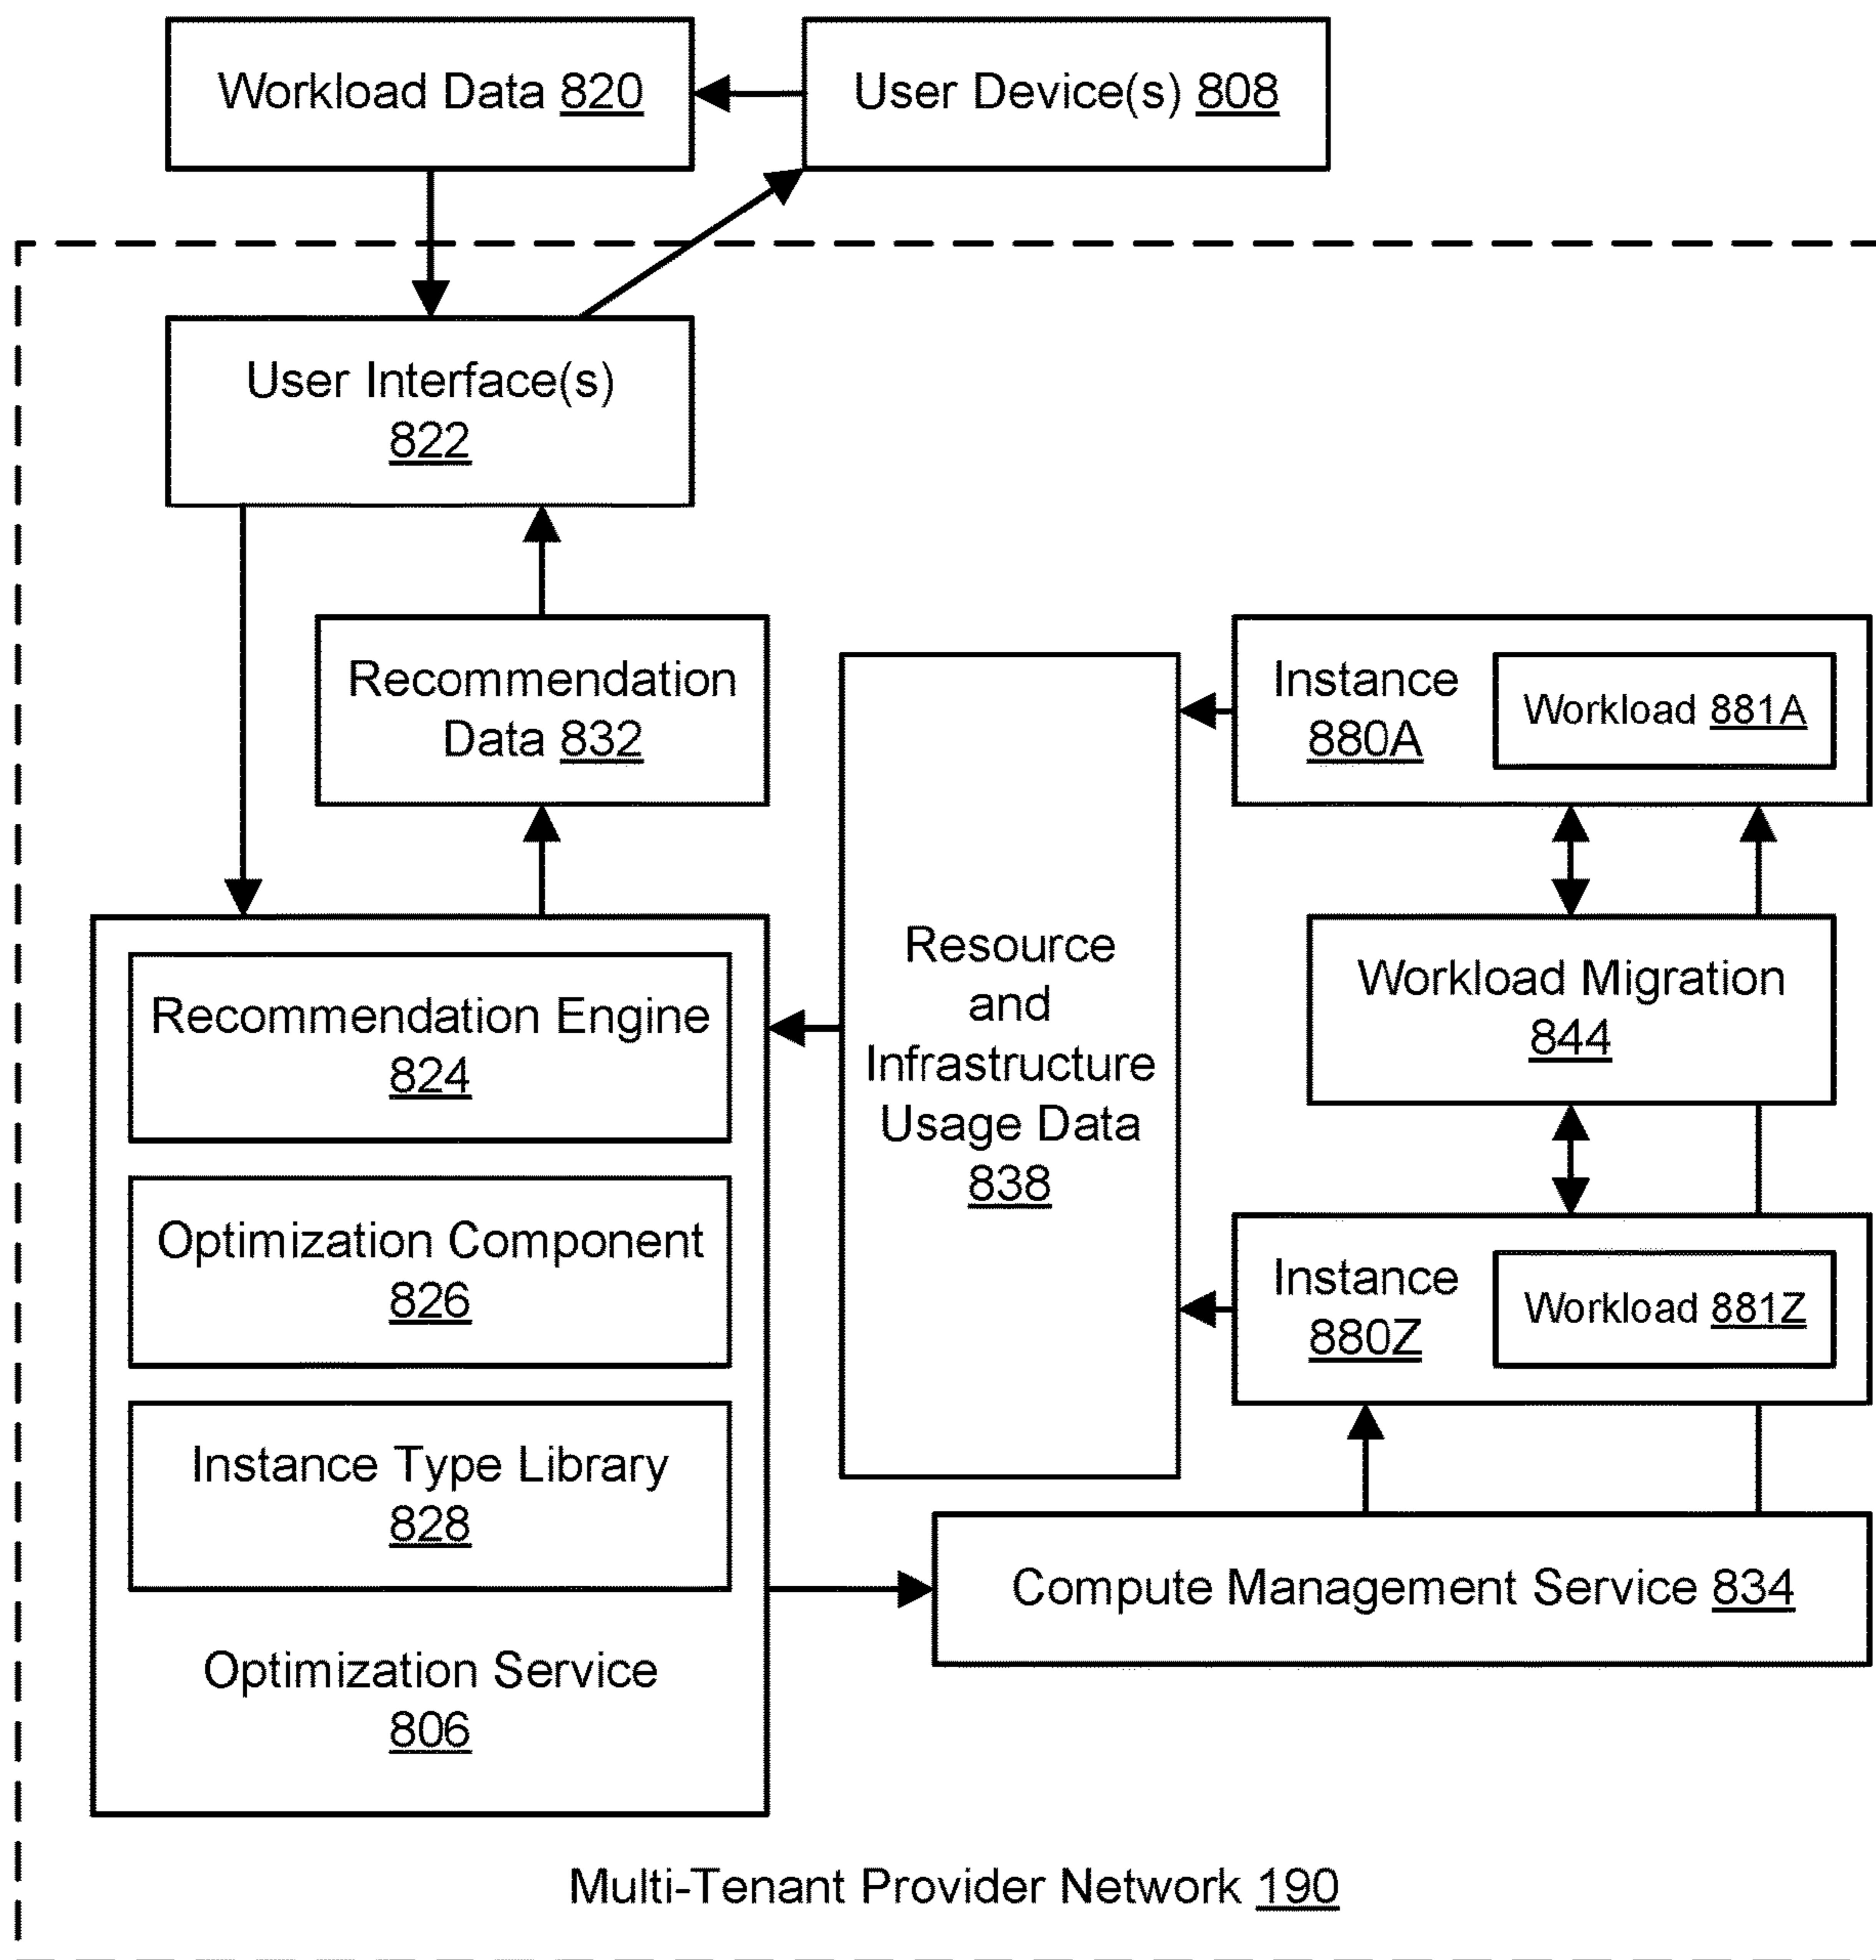 Workload Data 820
User Device(s) 808
User Interface(s)
822
Recommendation
Data 832
Instance
880A
Workload 881A
Resource
and
Infrastructure
Usage Data
838
Workload Migration
844
Recommendation Engine
824
Optimization Component
826
Instance
880Z
Workload 881Z
Instance Type Library
828
Compute Management Service 834
Optimization Service
806
Multi-Tenant Provider Network 190